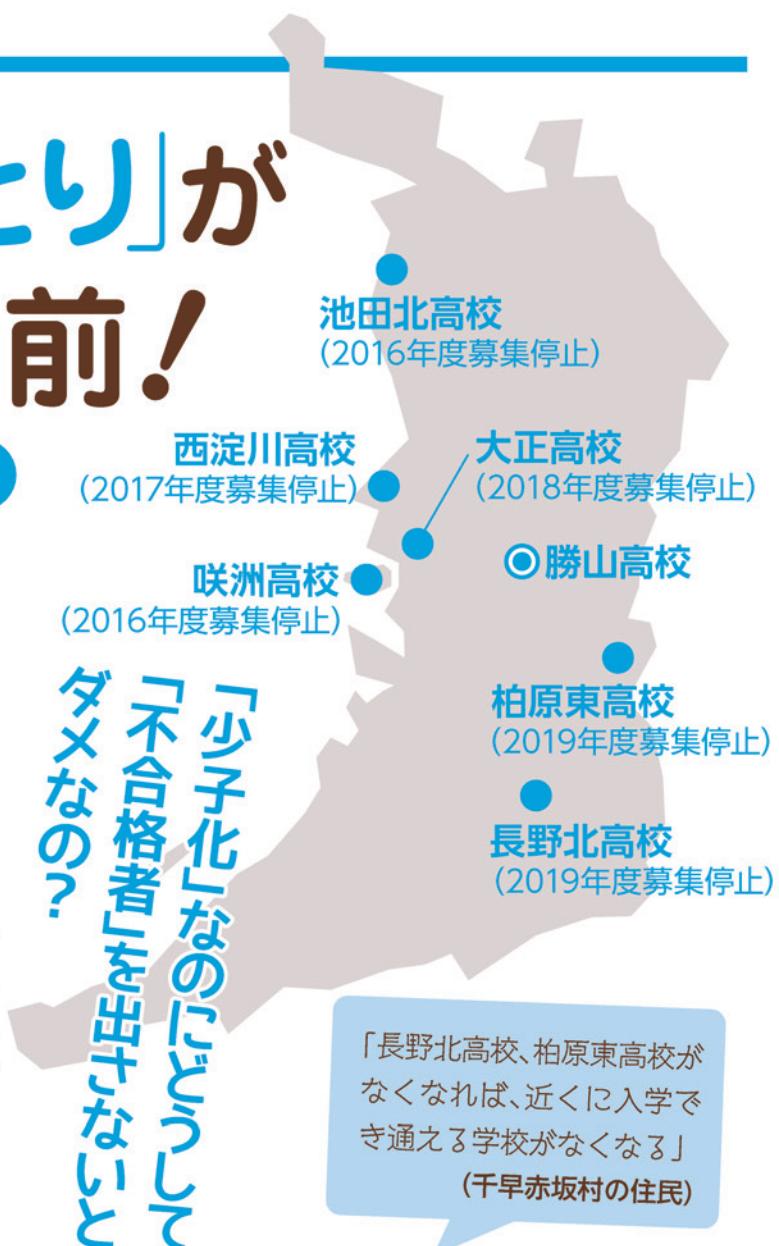 とり」が
前!
池田北高校
(2016年度募集停止)
西淀川高校
(2017年度募集停止)
大正高校
(2018年度募集停止)
咲洲高校
(2016年度募集停止)
勝山高校
柏原東高校
(2019年度募集停止)
長野北高校
(2019年度募集停止)
「少子化」なのにどうして
「不合格者」を出さないと
ダメなの?
「長野北高校、柏原東高校が
なくなれば、近くに入学で
き通える学校がなくなる」
(千早赤坂村の住民)